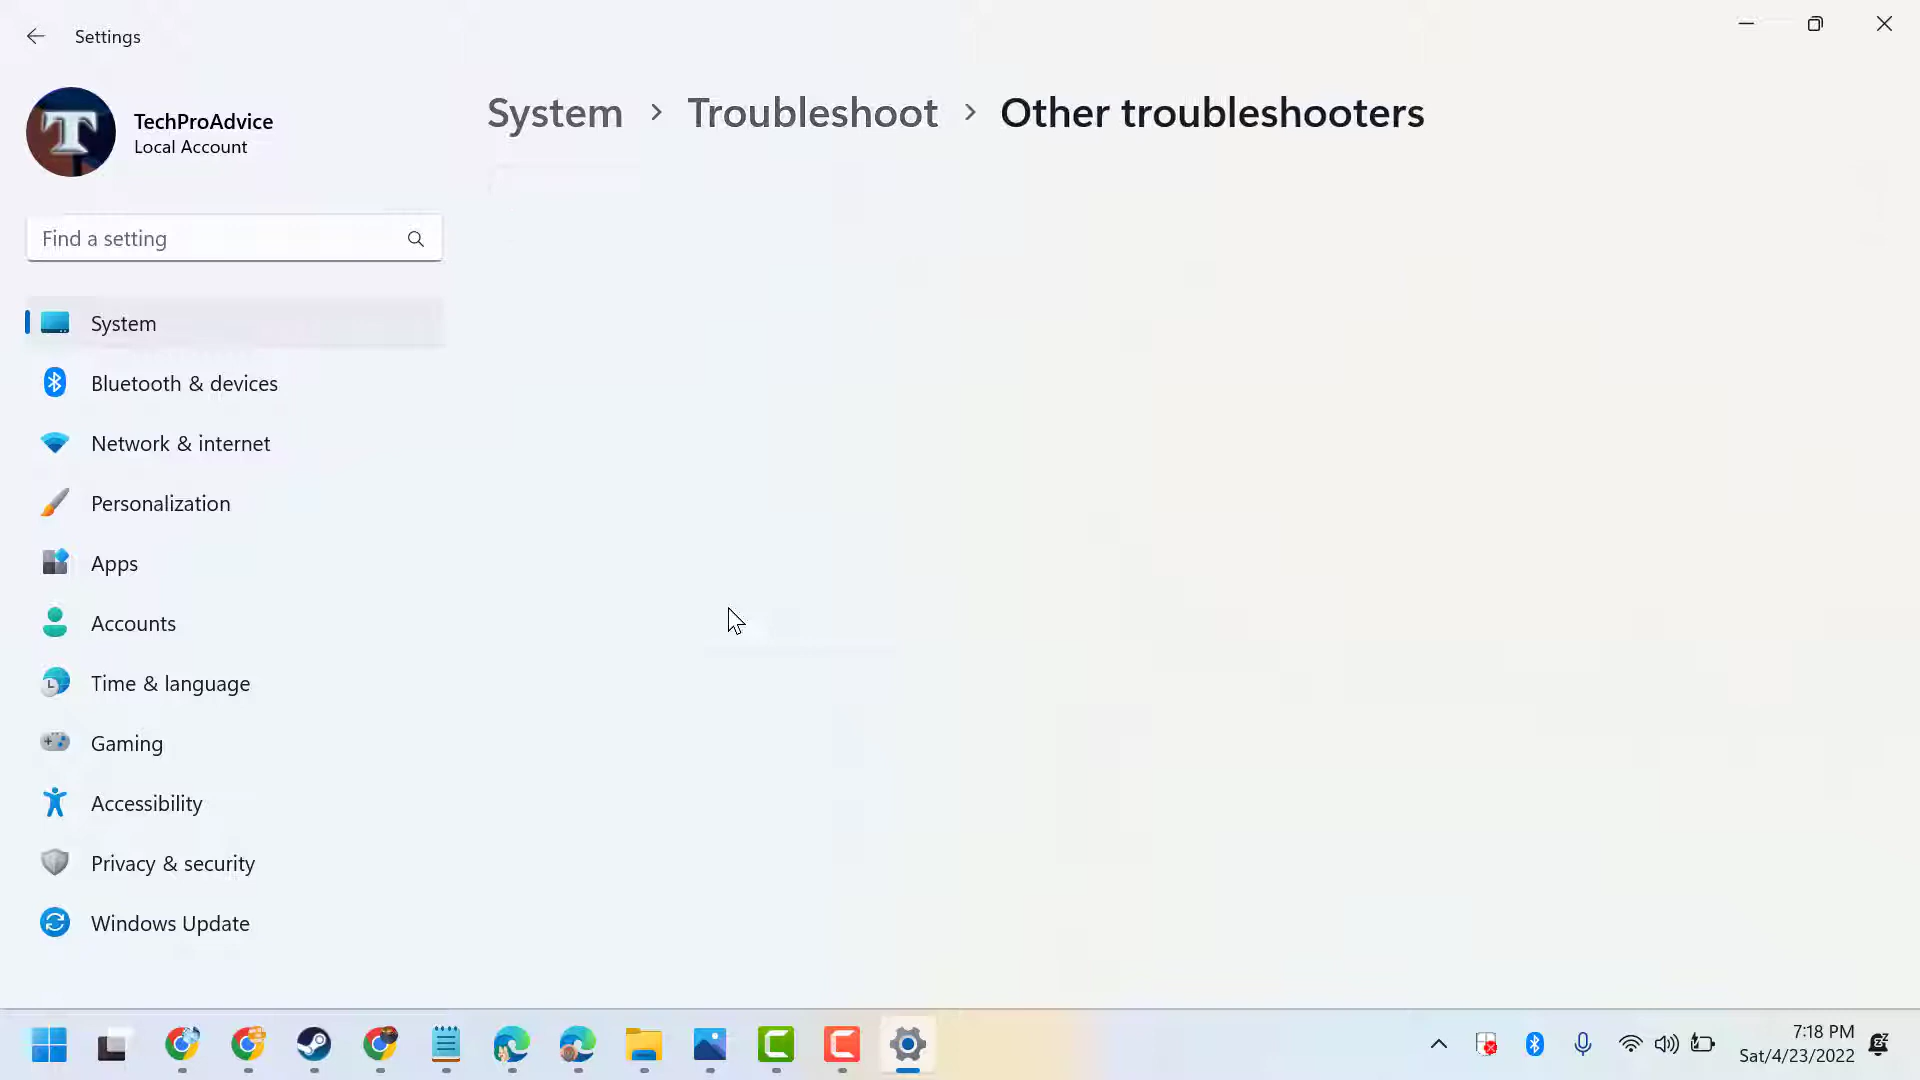 Settings
TechProAdvice
Local Account
Find a setting
System
Bluetooth & devices
Network & internet
Personalization
Apps
Accounts
Time & language
Gaming
Accessibility
Privacy & security
Windows Update
System > Troubleshoot > Other troubleshooters
7:18 PM
Sat/4/23/2022